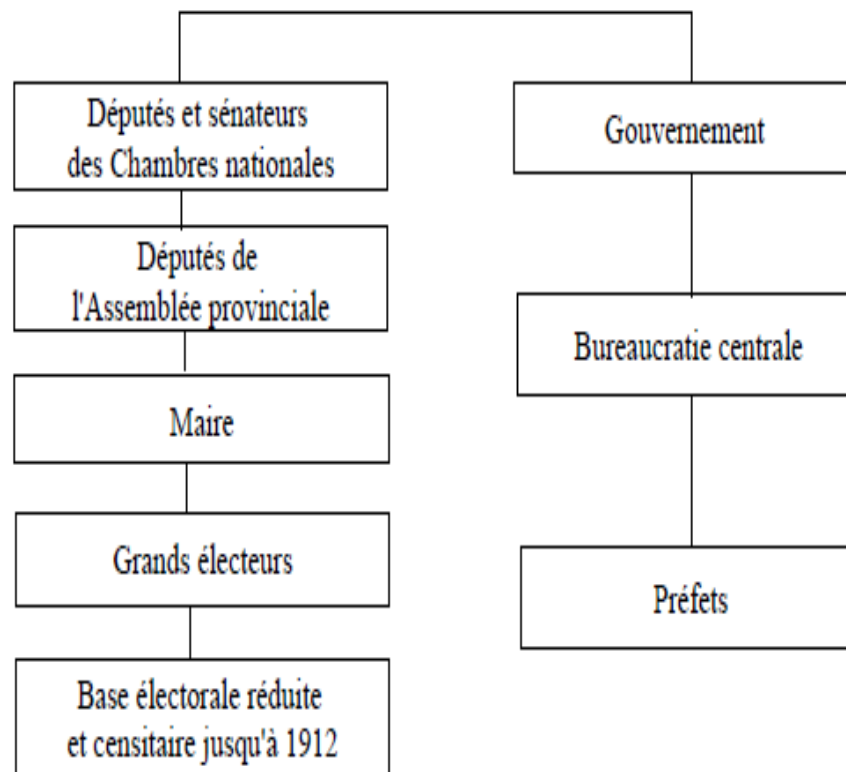 Députés et sénateurs
des Chambres nationales
Députés de
l'Assemblée provinciale
Maire
Grands électeurs
Base électorale réduite
et censitaire jusqu'à 1912
Gouvernement
Bureaucratie centrale
Préfets